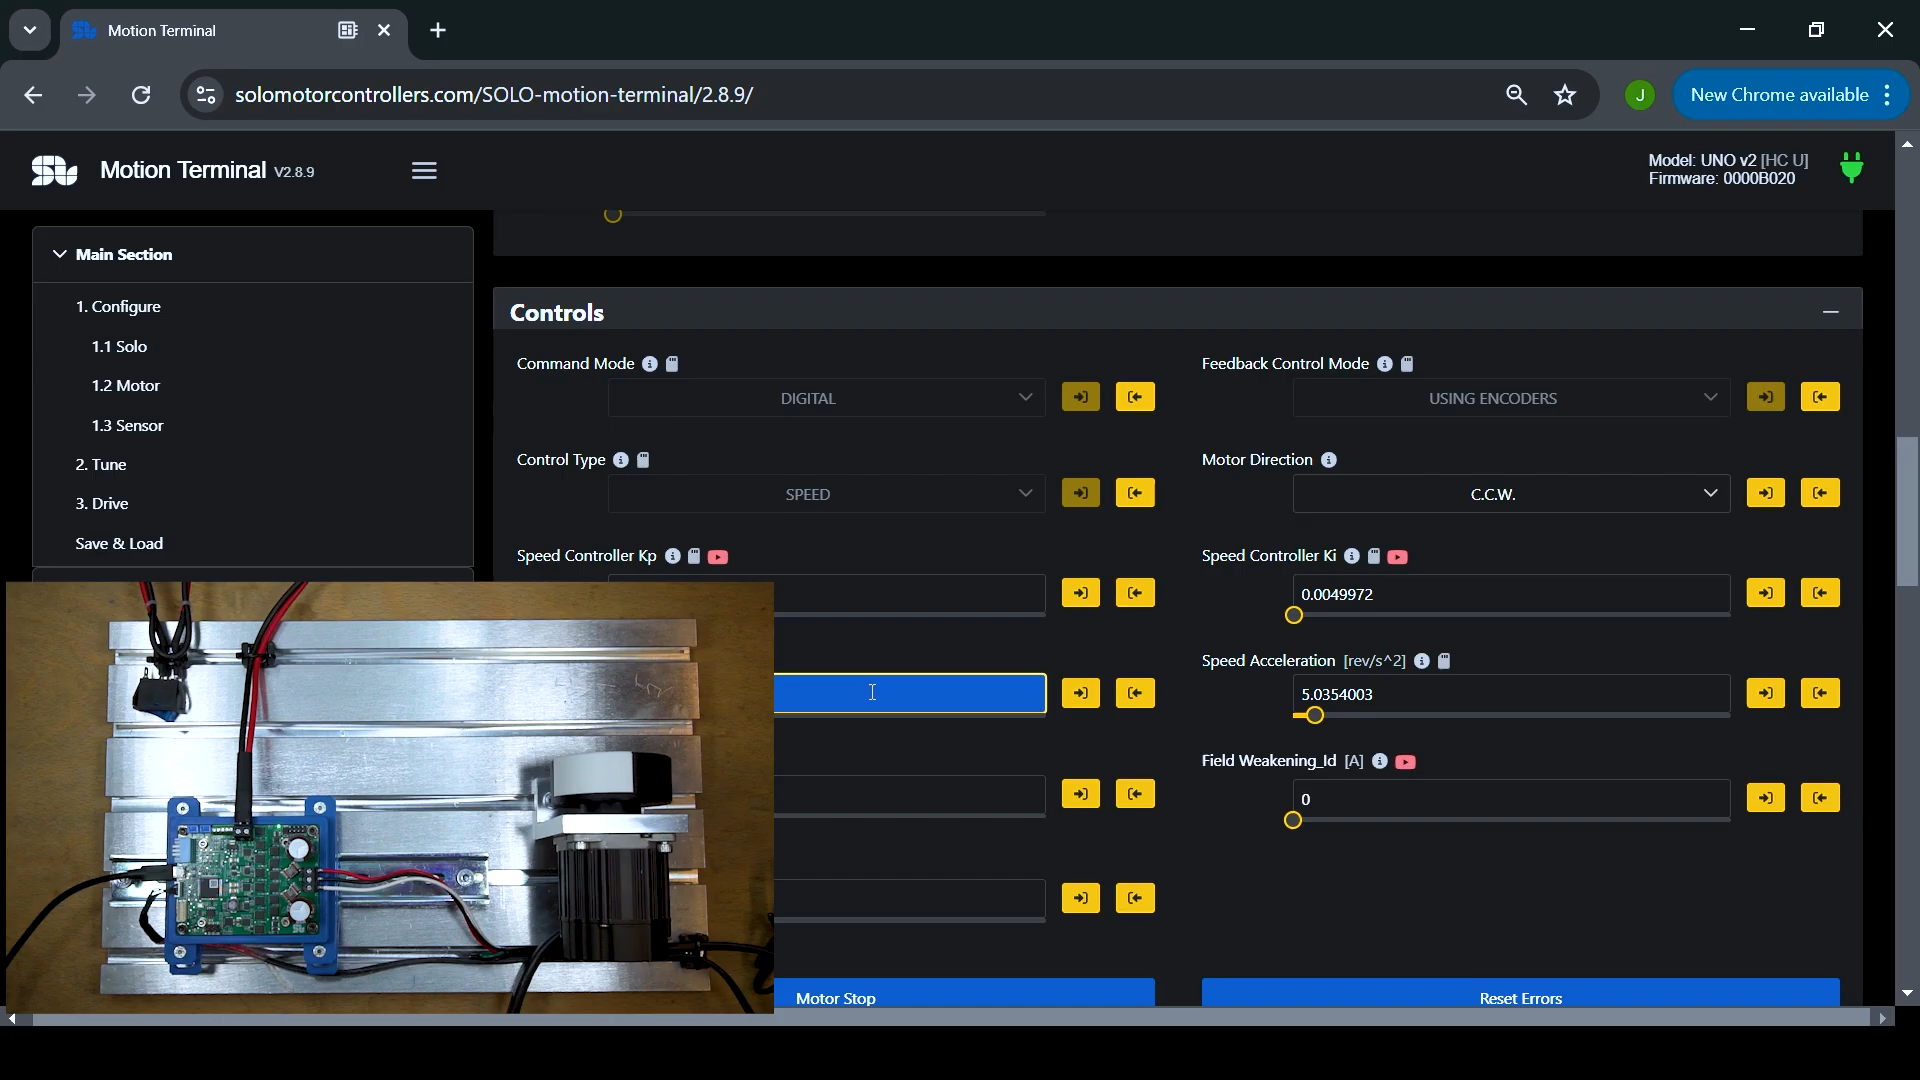 Motion Terminal
solomotorcontrollers.com/SOLO-motion-terminal/2.8.9/
J
New Chrome available
Motion Terminal V2.8.9
Model: UNO v2 [HC U]
Firmware: 0000B020
Main Section
1. Configure
1.1 Solo
1.2 Motor
1.3 Sensor
2. Tune
3. Drive
Save & Load
Controls
Command Mode
DIGITAL
Feedback Control Mode
USING ENCODERS
Control Type
SPEED
Motor Direction
C.C.W.
Speed Controller Kp
Speed Controller Ki
0.0049972
Speed Acceleration [rev/s^2]
5.0354003
Field Weakening_Id [A]
0
Motor Stop
Reset Errors